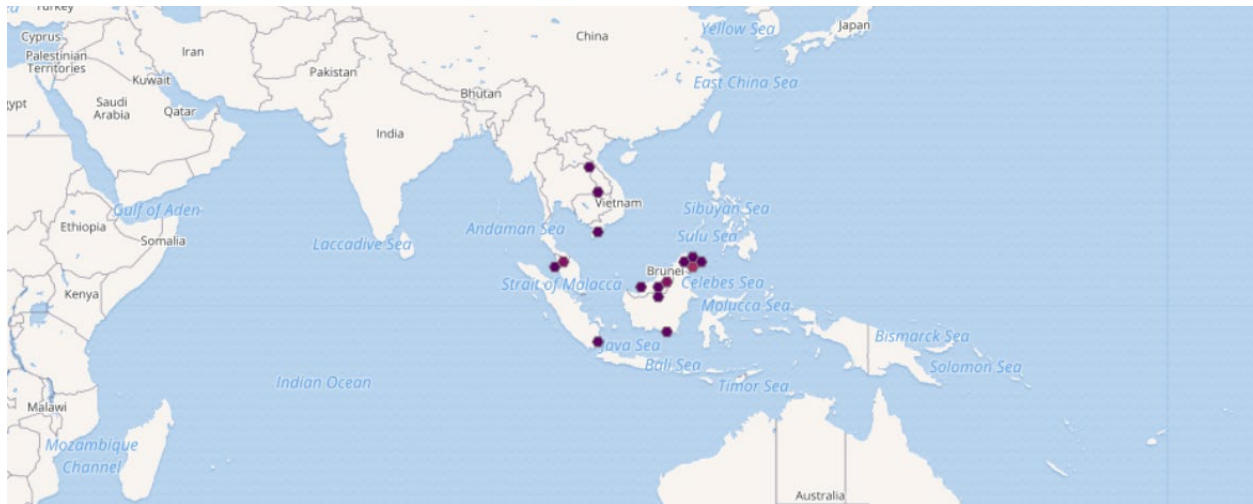 Turkey
Cyprus
Palestinian
Territories
Iran
Kuwait
Pakistan
Saudi
Arabia
Qatar
Bhutan
India
China
Yellow Sea
Japan
East China Sea
Gulf of Aden
Ethiopia
Somalia
Kenya
Malawi
Mozambique
Channel
Laccadive Sea
Andaman Sea
Vietnam
Sibuyan Sea
Sulu Sea
Strait of Malacca
Brunei
Celebes Sea
Molucca Sea
Java Sea
Bali Sea
Timor Sea
Bismarck Sea
Solomon Sea
Indian Ocean
Australia